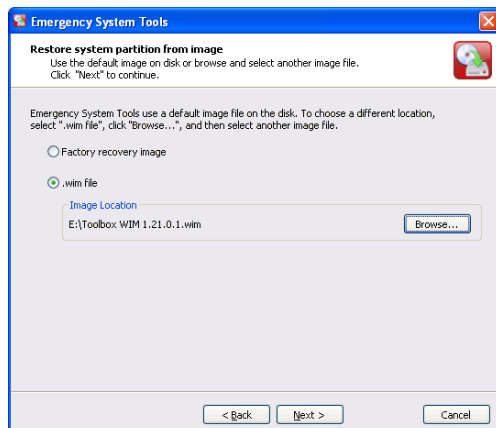 Emergency System Tools
Restore system partition from image
Use the default image on disk or browse and select another image file.
Click "Next" to continue.
Emergency System Tools use a default image file on the disk. To choose a different location,
select ".wim file", click "Browse...", and then select another image file.
Factory recovery image
.wim file
Image Location
E:\Toolbox WIM 1.21.0.1.wim
Browse...
< Back
Next >
Cancel